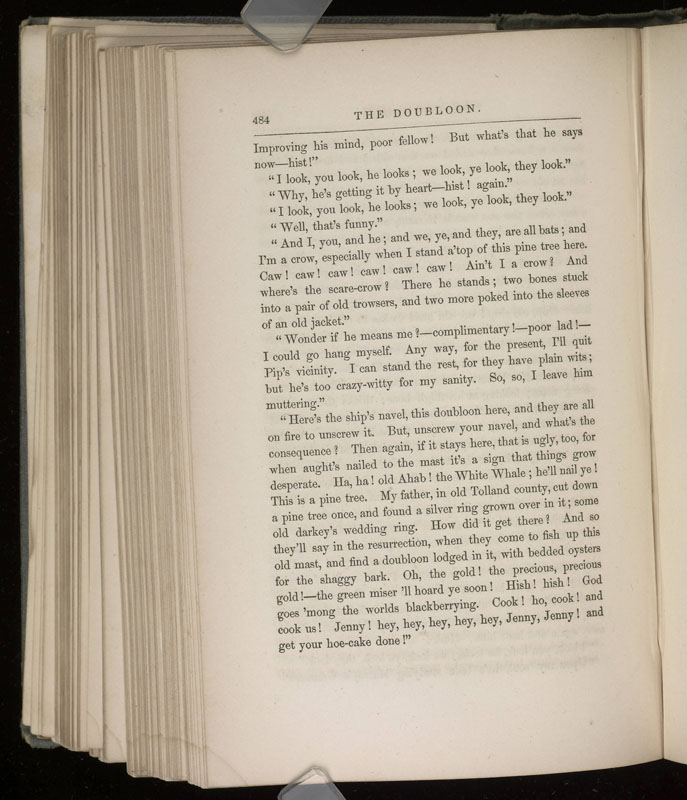 484
THE DOUBLOON.
Improving his mind, poor fellow! But what's that he says
now—hist!"
"I look, you look, he looks; we look, ye look, they look."
"Why, he's getting it by heart—hist! again."
"I look, you look, he looks; we look, ye look, they look."
"Well, that's funny."
"And I, you, and he; and we, ye, and they, are all bats; and
I'm a crow, especially when I stand a'top of this pine tree here.
Caw! caw! caw! caw! caw! caw! Ain't I a crow? And
where's the scare-crow? There he stands; two bones stuck
into a pair of old trowsers, and two more poked into the sleeves
of an old jacket."
"Wonder if he means me?—complimentary!—poor lad!—
I could go hang myself. Any way, for the present, I'll quit
Pip's vicinity. I can stand the rest, for they have plain wits;
but he's too crazy-witty for my sanity. So, so, I leave him
muttering."
"Here's the ship's navel, this doubloon here, and they are all
on fire to unscrew it. But, unscrew your navel, and what's the
consequence? Then again, if it stays here, that is ugly, too, for
when aught's nailed to the mast it's a sign that things grow
desperate. Ha, ha! old Ahab! the White Whale; he'll nail ye!
This is a pine tree. My father, in old Tolland county, cut down
a pine tree once, and found a silver ring grown over in it; some
old darkey's wedding ring. How did it get there? And so
they'll say in the resurrection, when they come to fish up this
old mast, and find a doubloon lodged in it, with bedded oysters
for the shaggy bark. Oh, the gold! the precious, precious
gold!—the green miser 'll hoard ye soon! Hish! hish! God
goes 'mong the worlds blackberrying. Cook! ho, cook! and
cook us! Jenny! hey, hey, hey, hey, hey, Jenny, Jenny! and
get your hoe-cake done!"